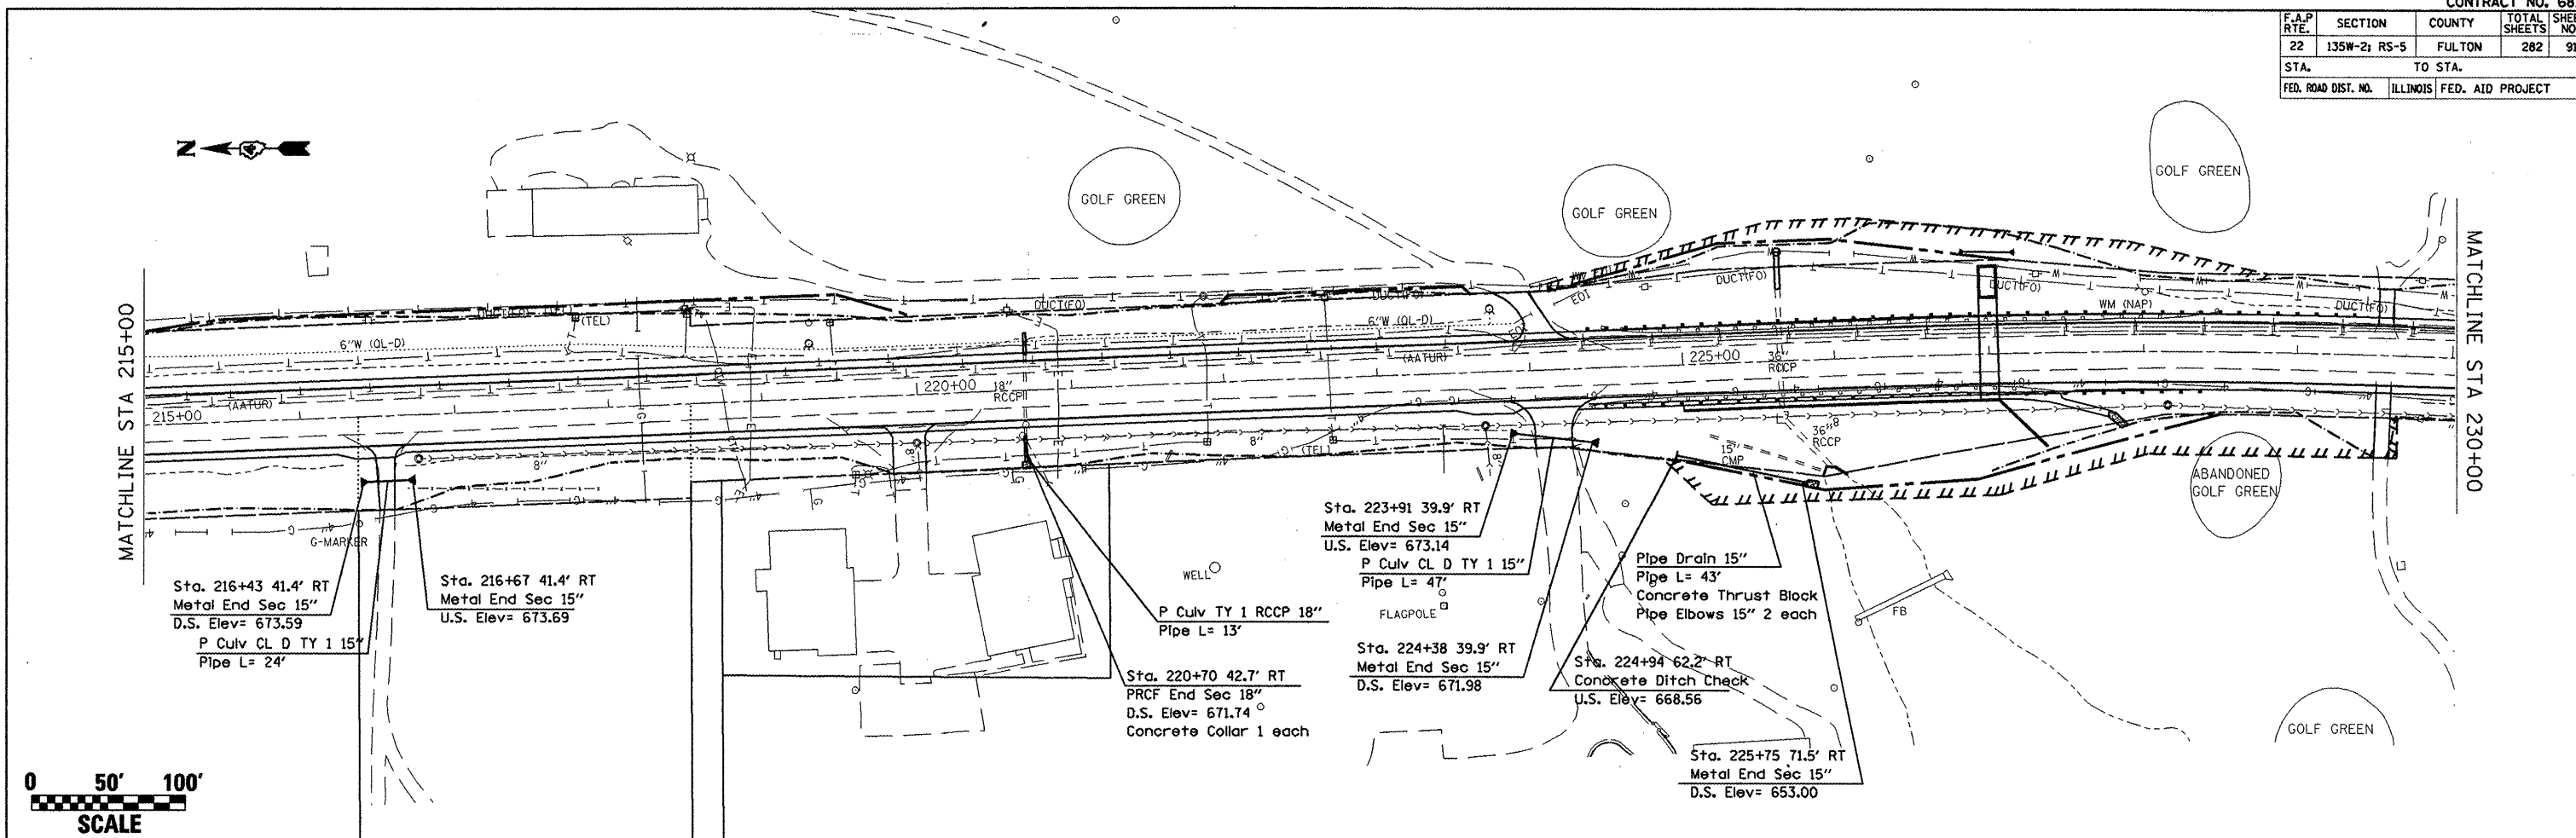 CONTRACT NO. 68
F.A.P RTE.
SECTION
COUNTY
TOTAL SHEETS
22
135W-2; RS-5
FULTON
282
STA.
TO STA.
FED. ROAD DIST. NO.
ILLINOIS
FED. AID PROJECT
N
GOLF GREEN
GOLF GREEN
GOLF GREEN
MATCHLINE STA 215+00
MATCHLINE STA 230+00
DUCT(FO)
DUCT(FO)
DUCT(FO)
DUCT(FO)
DUCT(FO)
(TEL)
6"W (QL-D)
6"W (QL-D)
WM (NAP)
(AATUR)
(AATUR)
215+00
220+00
225+00
18"
RCCP
36"
RCCP
36"
RCCP
15"
CMP
8"
8"
(TEL)
G-MARKER
ABANDONED
GOLF GREEN
Sta. 216+43 41.4' RT
Metal End Sec 15"
D.S. Elev= 673.59
P Culv CL D TY 1 15"
Pipe L= 24'
Sta. 216+67 41.4' RT
Metal End Sec 15"
U.S. Elev= 673.69
P Culv TY 1 RCCP 18"
Pipe L= 13'
Sta. 220+70 42.7' RT
PRCF End Sec 18"
D.S. Elev= 671.74
Concrete Collar 1 each
WELL
FLAGPOLE
Sta. 223+91 39.9' RT
Metal End Sec 15"
U.S. Elev= 673.14
P Culv CL D TY 1 15"
Pipe L= 47'
Sta. 224+38 39.9' RT
Metal End Sec 15"
D.S. Elev= 671.98
Pipe Drain 15"
Pipe L= 43'
Concrete Thrust Block
Pipe Elbows 15" 2 each
Sta. 224+94 62.2' RT
Concrete Ditch Check
U.S. Elev= 668.56
Sta. 225+75 71.5' RT
Metal End Sec 15"
D.S. Elev= 653.00
FB
GOLF GREEN
0 50' 100'
SCALE